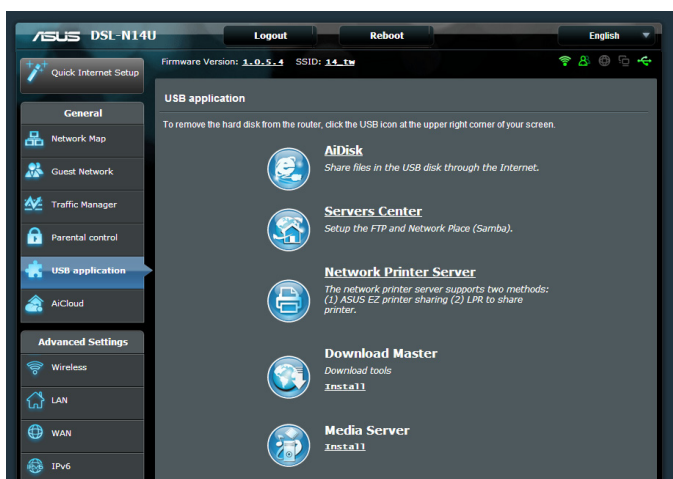 ASUS DSL-N14U
Logout
Reboot
English
Quick Internet Setup
Firmware Version: 1.0.5.4 SSID: 14_tw
General
Network Map
Guest Network
Traffic Manager
Parental control
USB application
AiCloud
Advanced Settings
Wireless
LAN
WAN
IPv6
USB application
To remove the hard disk from the router, click the USB icon at the upper right corner of your screen.
AiDisk
Share files in the USB disk through the Internet.
Servers Center
Setup the FTP and Network Place (Samba).
Network Printer Server
The network printer server supports two methods:
(1) ASUS EZ printer sharing (2) LPR to share
printer.
Download Master
Download tools
Install
Media Server
Install